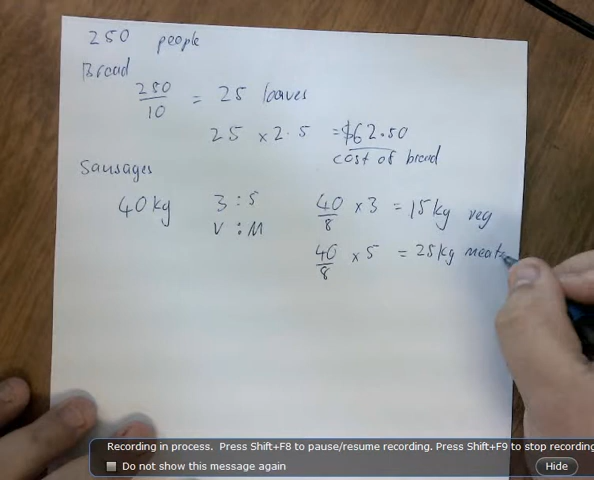 250 people
Bread
250/10 = 25 loaves
25 × 2.5 = $62.50
cost of bread
Sausages
40kg 3:5 40/8 × 3 = 15kg veg
V:M
40/8 × 5 = 25kg meat
Recording in process. Press Shift+F8 to pause/resume recording. Press Shift+F9 to stop recording
Do not show this message again
Hide